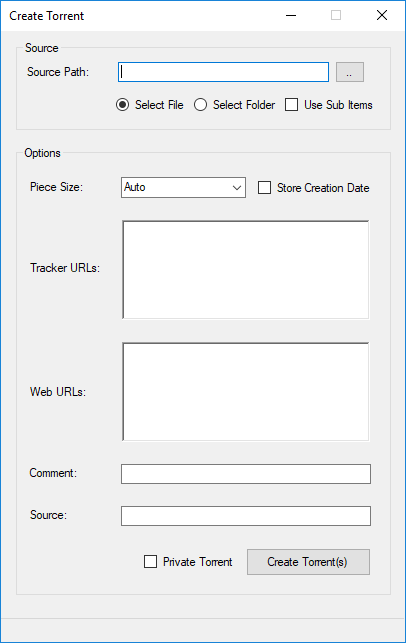 Create Torrent
Source
Source Path:
..
Select File Select Folder Use Sub Items
Options
Piece Size: Auto Store Creation Date
Tracker URLs:
Web URLs:
Comment:
Source:
Private Torrent Create Torrent(s)